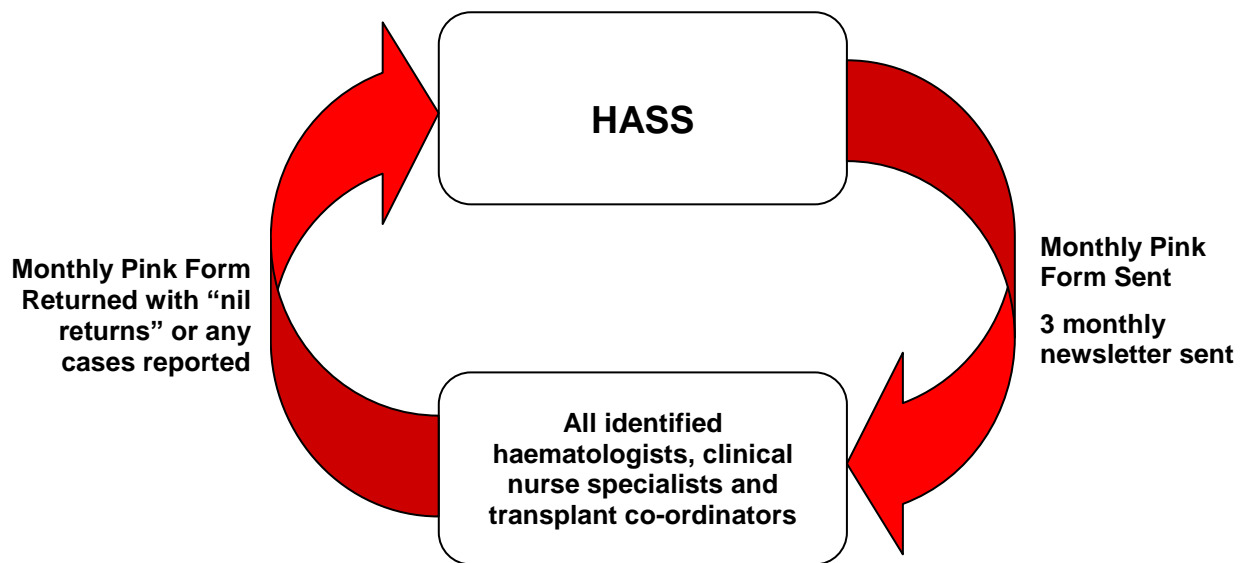 HASS
Monthly Pink
Form Sent
3 monthly
newsletter sent
All identified
haematologists, clinical
nurse specialists and
transplant co-ordinators
Monthly Pink Form
Returned with “nil
returns” or any
cases reported